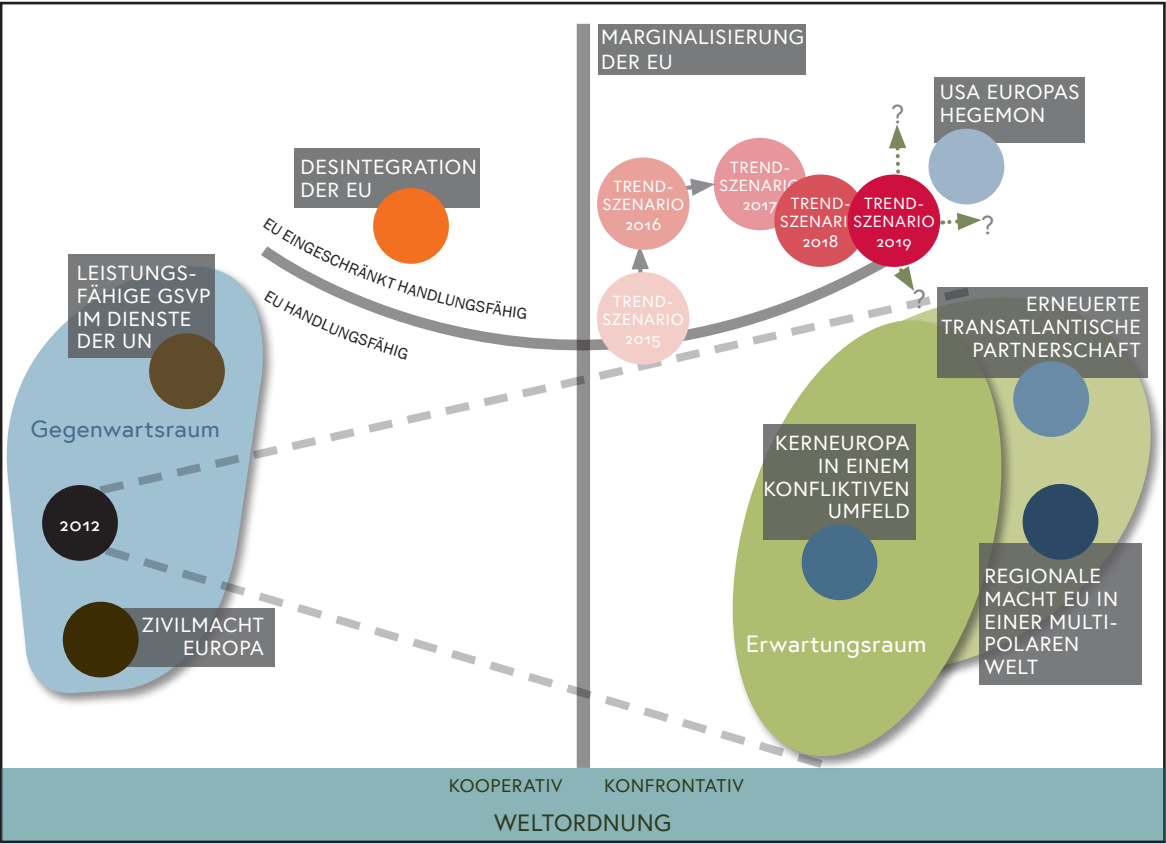 MARGINALISIERUNG
DER EU
USA EUROPAS
HEGEMON
?
DESINTEGRATION
DER EU
TREND-
SZENARIO
2016
TREND-
SZENARIO
2017
TREND-
SZENARI
2018
TREND-
SZENARIO
2019
?
?
EU EINGESCHRÄNKT HANDLUNGSFÄHIG
EU HANDLUNGSFÄHIG
LEISTUNGS-
FÄHIGE GSVP
IM DIENSTE
DER UN
TREND-
SZENARIO
2015
ERNEUERTE
TRANSATLANTISCHE
PARTNERSCHAFT
Gegenwartsraum
KERNEUROPA
IN EINEM
KONFLIKTIVEN
UMFELD
2012
REGIONALE
MACHT EU IN
EINER MULTI-
POLAREN
WELT
ZIVILMACHT
EUROPA
Erwartungsraum
KOOPERATIV
KONFRONTATIV
WELTORDNUNG